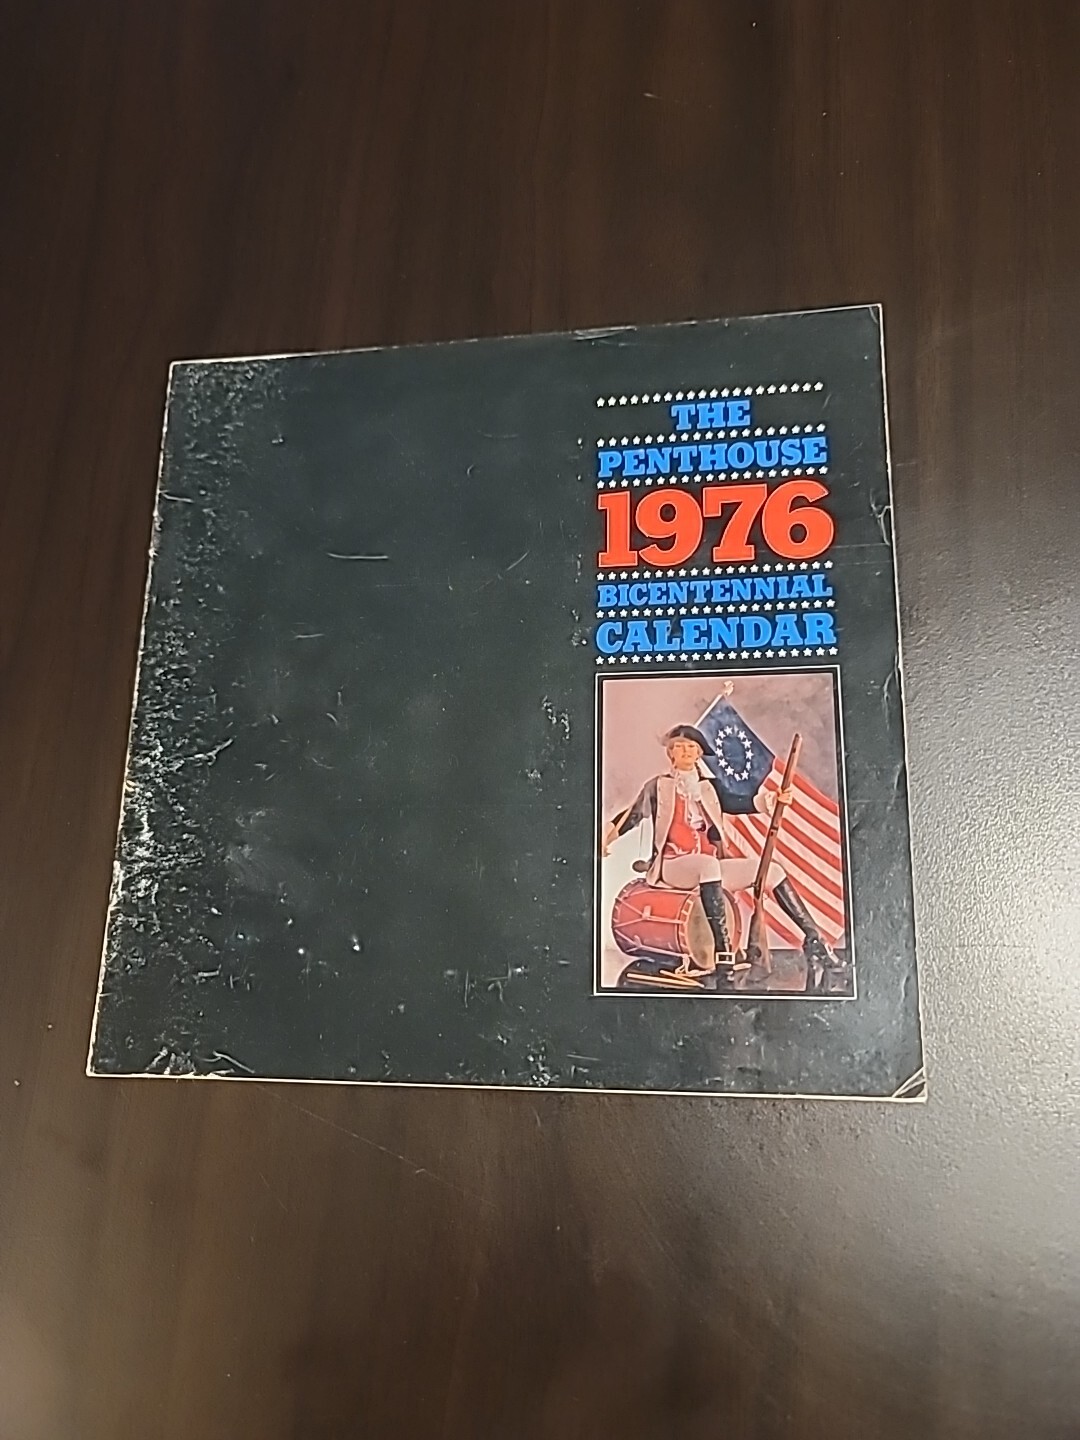 THE
PENTHOUSE
1976
BICENTENNIAL
CALENDAR